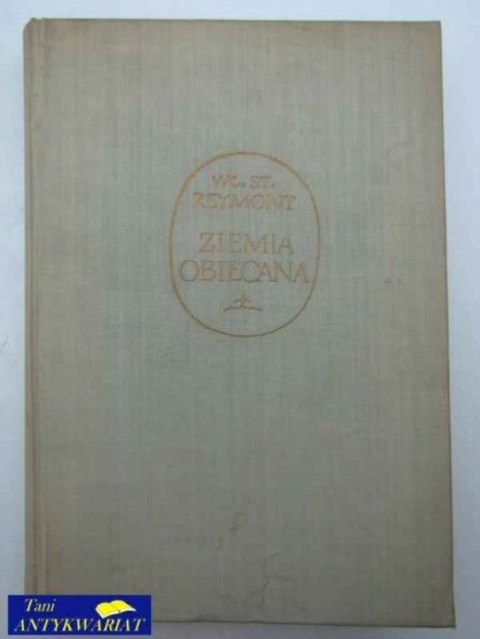 WŁ. ST.
REYMONT
ZIEMIA
OBIECANA
Tani
ANTYKWARIAT